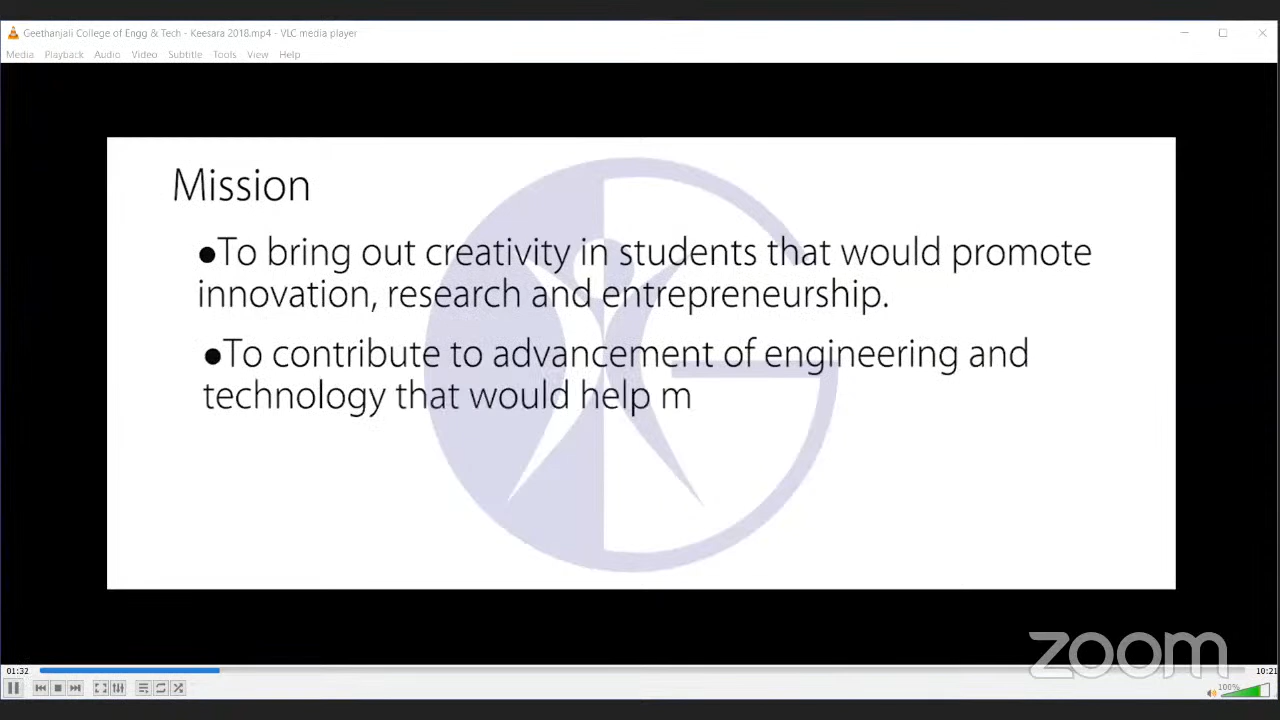 Geethanjali College of Engg & Tech - Keesara 2018.mp4 - VLC media player
Media Playback Audio Video Subtitle Tools View Help
Mission
●To bring out creativity in students that would promote
innovation, research and entrepreneurship.
●To contribute to advancement of engineering and
technology that would help m
zoom
01:32
10:21
100%